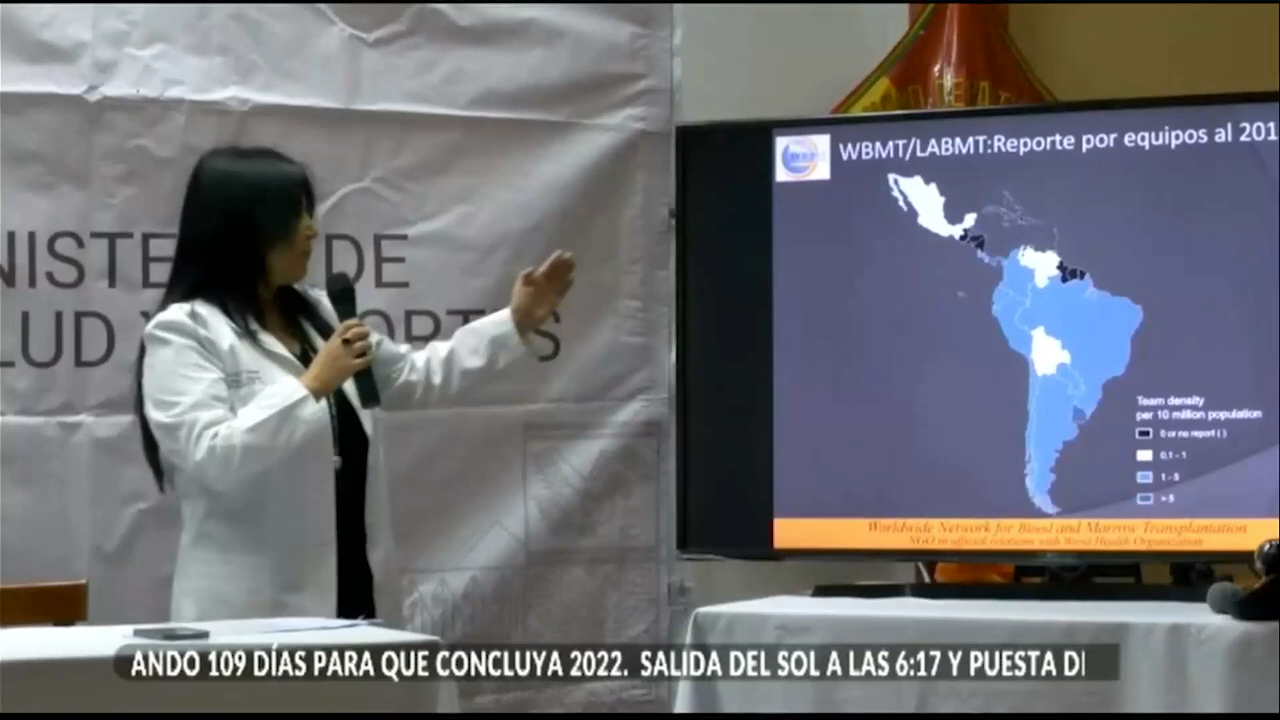 NISTE DE
LUD Y ORTES
WBMT/LABMT:Reporte por equipos al 201
Team density
per 10 million population
0 or no report ( )
0,1 - 1
1 - 5
> 5
Worldwide Network for Blood and Marrow Transplantation
NGO in official relations with World Health Organization
ANDO 109 DÍAS PARA QUE CONCLUYA 2022. SALIDA DEL SOL A LAS 6:17 Y PUESTA D